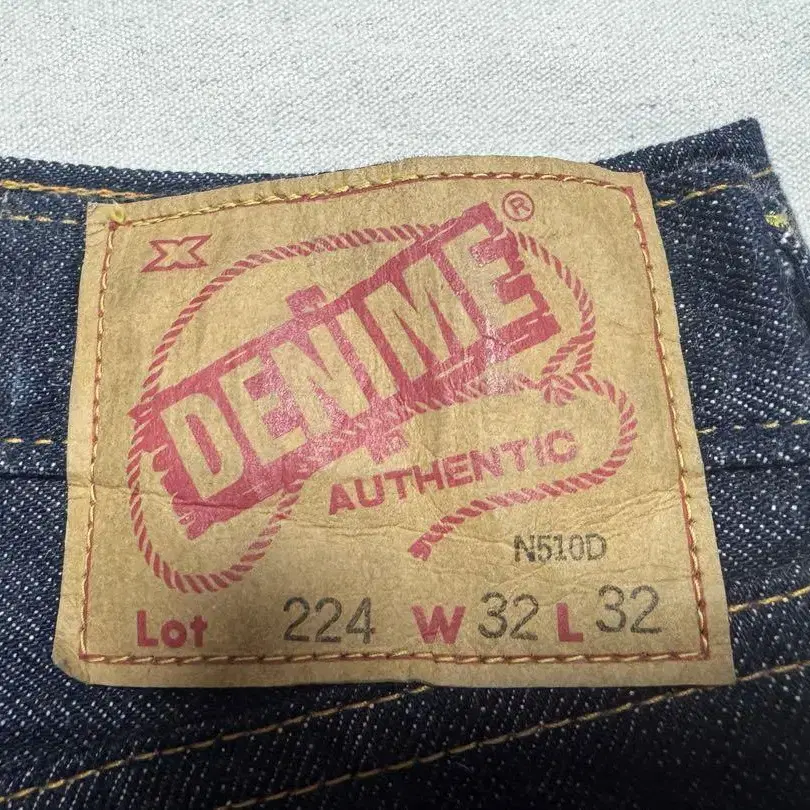 DENIME ®
AUTHENTIC
N510D
Lot 224 W 32 L 32